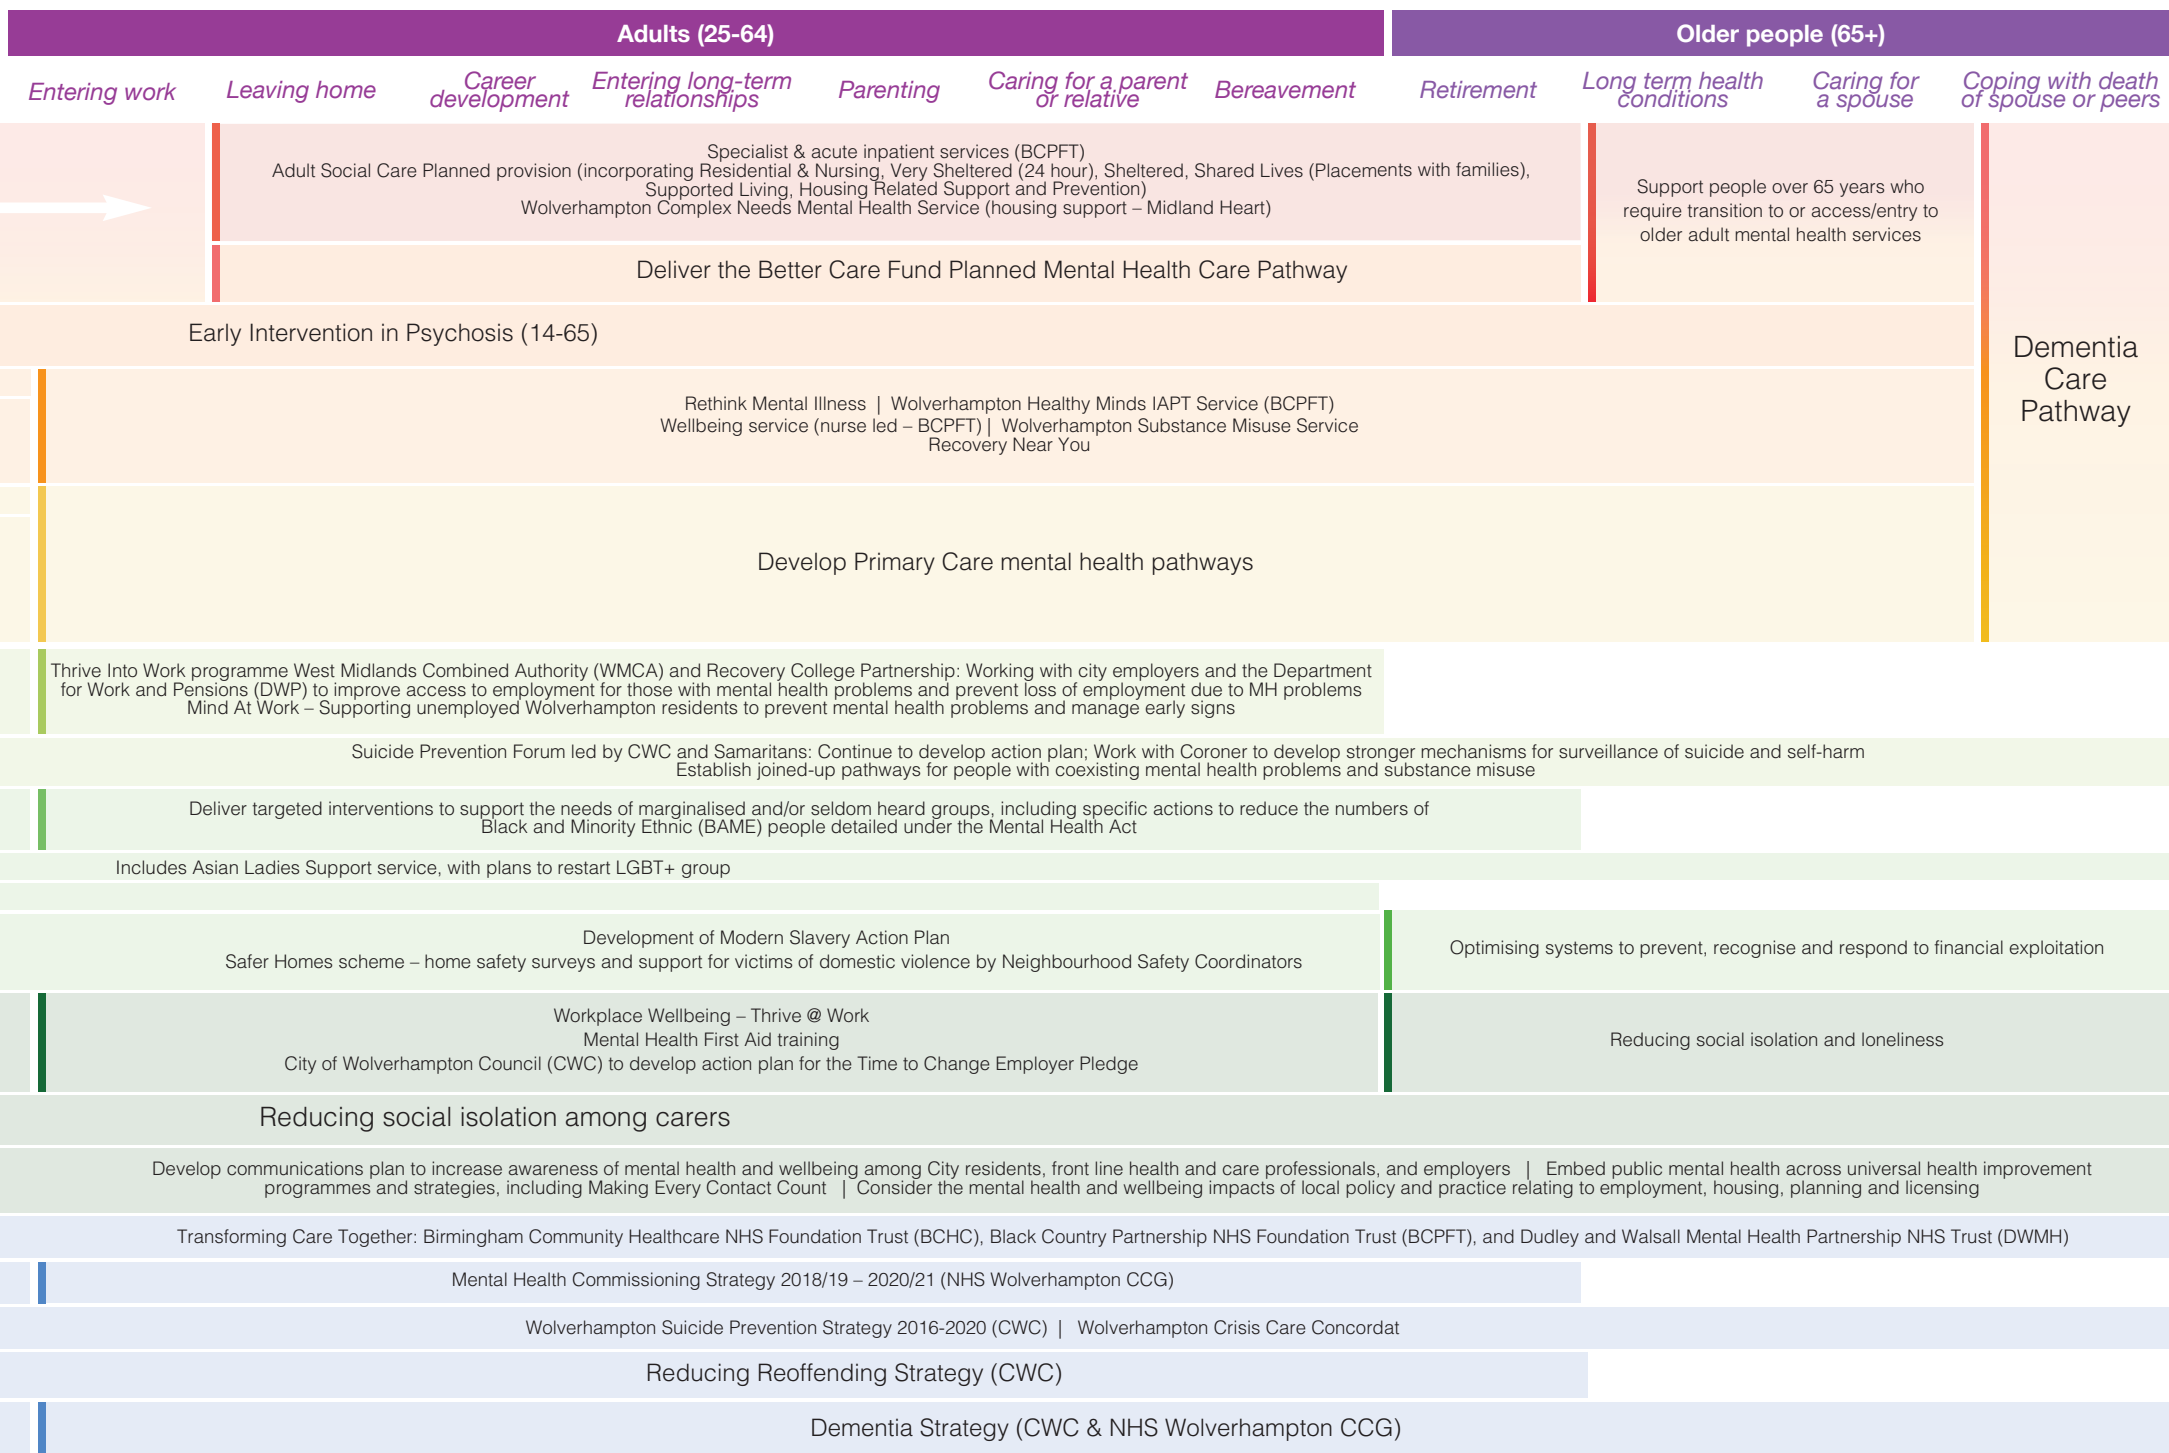 Adults (25-64)
Older people (65+)
Entering work
Leaving home
Career
development
Entering long-term
relationships
Parenting
Caring for a parent
or relative
Bereavement
Retirement
Long term health
conditions
Caring for
a spouse
Coping with death
of spouse or peers
Specialist & acute inpatient services (BCPFT)
Adult Social Care Planned provision (incorporating Residential & Nursing, Very Sheltered (24 hour), Sheltered, Shared Lives (Placements with families),
Supported Living, Housing Related Support and Prevention)
Wolverhampton Complex Needs Mental Health Service (housing support – Midland Heart)
Support people over 65 years who
require transition to or access/entry to
older adult mental health services
Deliver the Better Care Fund Planned Mental Health Care Pathway
Early Intervention in Psychosis (14-65)
Dementia
Care
Pathway
Rethink Mental Illness | Wolverhampton Healthy Minds IAPT Service (BCPFT)
Wellbeing service (nurse led – BCPFT) | Wolverhampton Substance Misuse Service
Recovery Near You
Develop Primary Care mental health pathways
Thrive Into Work programme West Midlands Combined Authority (WMCA) and Recovery College Partnership: Working with city employers and the Department
for Work and Pensions (DWP) to improve access to employment for those with mental health problems and prevent loss of employment due to MH problems
Mind At Work – Supporting unemployed Wolverhampton residents to prevent mental health problems and manage early signs
Suicide Prevention Forum led by CWC and Samaritans: Continue to develop action plan; Work with Coroner to develop stronger mechanisms for surveillance of suicide and self-harm
Establish joined-up pathways for people with coexisting mental health problems and substance misuse
Deliver targeted interventions to support the needs of marginalised and/or seldom heard groups, including specific actions to reduce the numbers of
Black and Minority Ethnic (BAME) people detailed under the Mental Health Act
Includes Asian Ladies Support service, with plans to restart LGBT+ group
Development of Modern Slavery Action Plan
Safer Homes scheme – home safety surveys and support for victims of domestic violence by Neighbourhood Safety Coordinators
Optimising systems to prevent, recognise and respond to financial exploitation
Workplace Wellbeing – Thrive @ Work
Mental Health First Aid training
City of Wolverhampton Council (CWC) to develop action plan for the Time to Change Employer Pledge
Reducing social isolation and loneliness
Reducing social isolation among carers
Develop communications plan to increase awareness of mental health and wellbeing among City residents, front line health and care professionals, and employers | Embed public mental health across universal health improvement
programmes and strategies, including Making Every Contact Count | Consider the mental health and wellbeing impacts of local policy and practice relating to employment, housing, planning and licensing
Transforming Care Together: Birmingham Community Healthcare NHS Foundation Trust (BCHC), Black Country Partnership NHS Foundation Trust (BCPFT), and Dudley and Walsall Mental Health Partnership NHS Trust (DWMH)
Mental Health Commissioning Strategy 2018/19 – 2020/21 (NHS Wolverhampton CCG)
Wolverhampton Suicide Prevention Strategy 2016-2020 (CWC) | Wolverhampton Crisis Care Concordat
Reducing Reoffending Strategy (CWC)
Dementia Strategy (CWC & NHS Wolverhampton CCG)